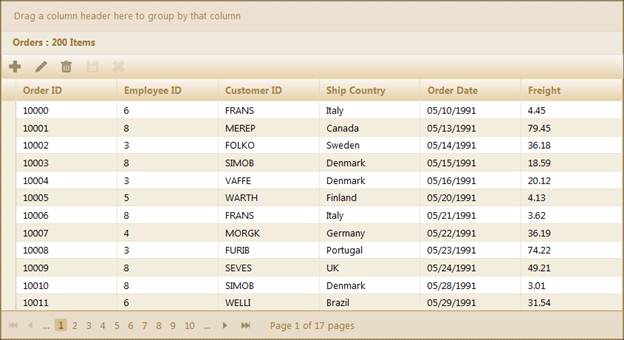 Drag a column header here to group by that column
Orders : 200 Items
Order ID Employee ID Customer ID Ship Country Order Date Freight
10000 6 FRANS Italy 05/10/1991 4.45
10001 8 MEREP Canada 05/13/1991 79.45
10002 3 FOLKO Sweden 05/14/1991 36.18
10003 8 SIMOB Denmark 05/15/1991 18.59
10004 3 VAFFE Denmark 05/16/1991 20.12
10005 5 WARTH Finland 05/20/1991 4.13
10006 8 FRANS Italy 05/21/1991 3.62
10007 4 MORGK Germany 05/22/1991 36.19
10008 3 FURIB Portugal 05/23/1991 74.22
10009 8 SEVES UK 05/24/1991 49.21
10010 8 SIMOB Denmark 05/28/1991 3.01
10011 6 WELLI Brazil 05/29/1991 31.54
... 1 2 3 4 5 6 7 8 9 10 ... Page 1 of 17 pages